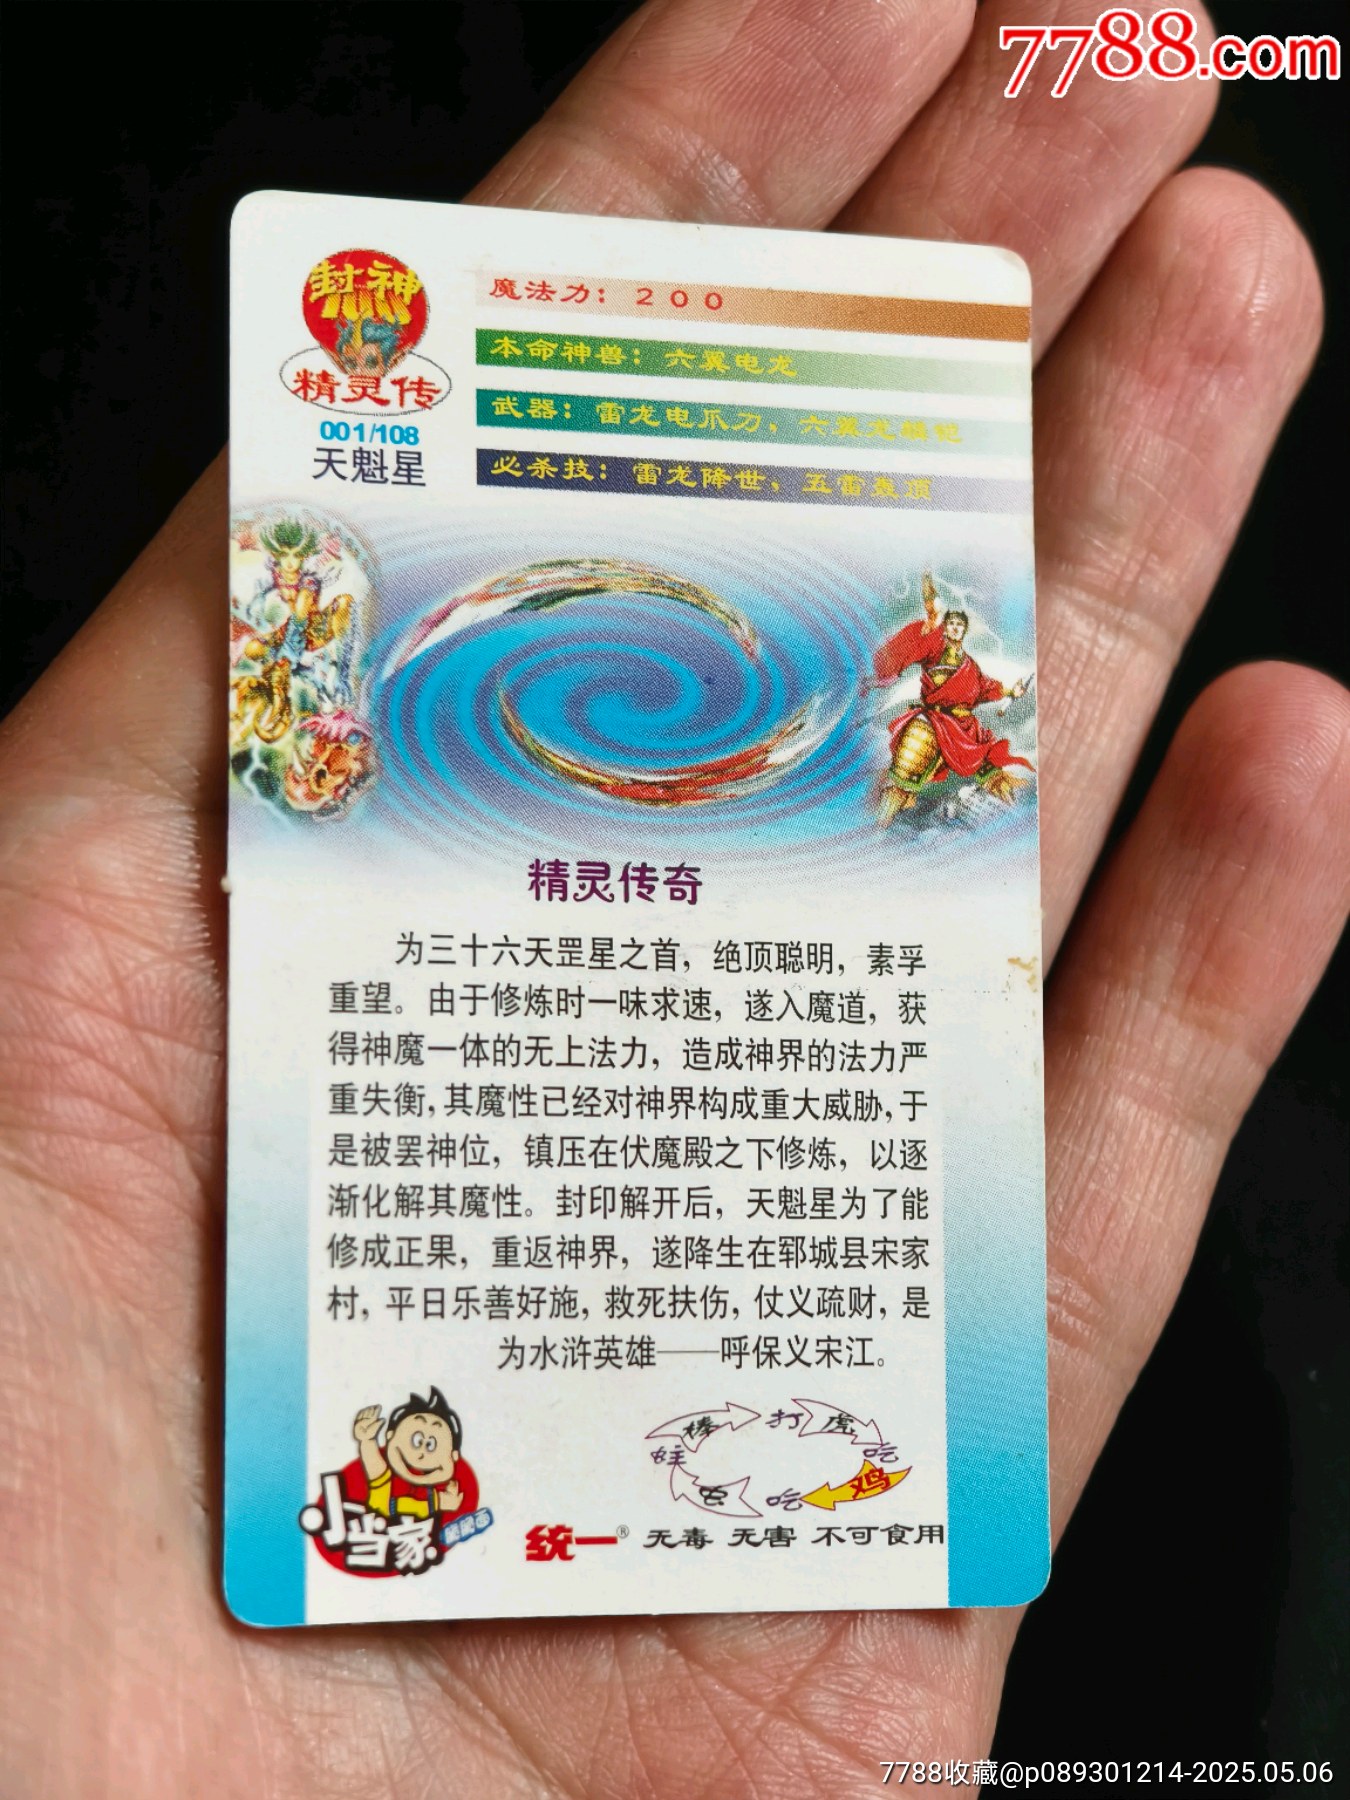 7788.com
封神
精灵传
001/108
天魁星
魔法力：200
本命神兽：六翼电龙
武器：雷龙电爪刀，六翼龙鳞铠
必杀技：雷龙降世，五雷轰顶
精灵传奇
为三十六天罡星之首，绝顶聪明，素孚
重望。由于修炼时一味求速，遂入魔道，获
得神魔一体的无上法力，造成神界的法力严
重失衡，其魔性已经对神界构成重大威胁，于
是被罢神位，镇压在伏魔殿之下修炼，以逐
渐化解其魔性。封印解开后，天魁星为了能
修成正果，重返神界，遂降生在郓城县宋家
村，平日乐善好施，救死扶伤，仗义疏财，是
为水浒英雄——呼保义宋江。
棒 打 虎
蛀 吃
虫 吃 鸡
小当家
脆脆面
统一® 无毒 无害 不可食用
7788收藏@p089301214-2025.05.06